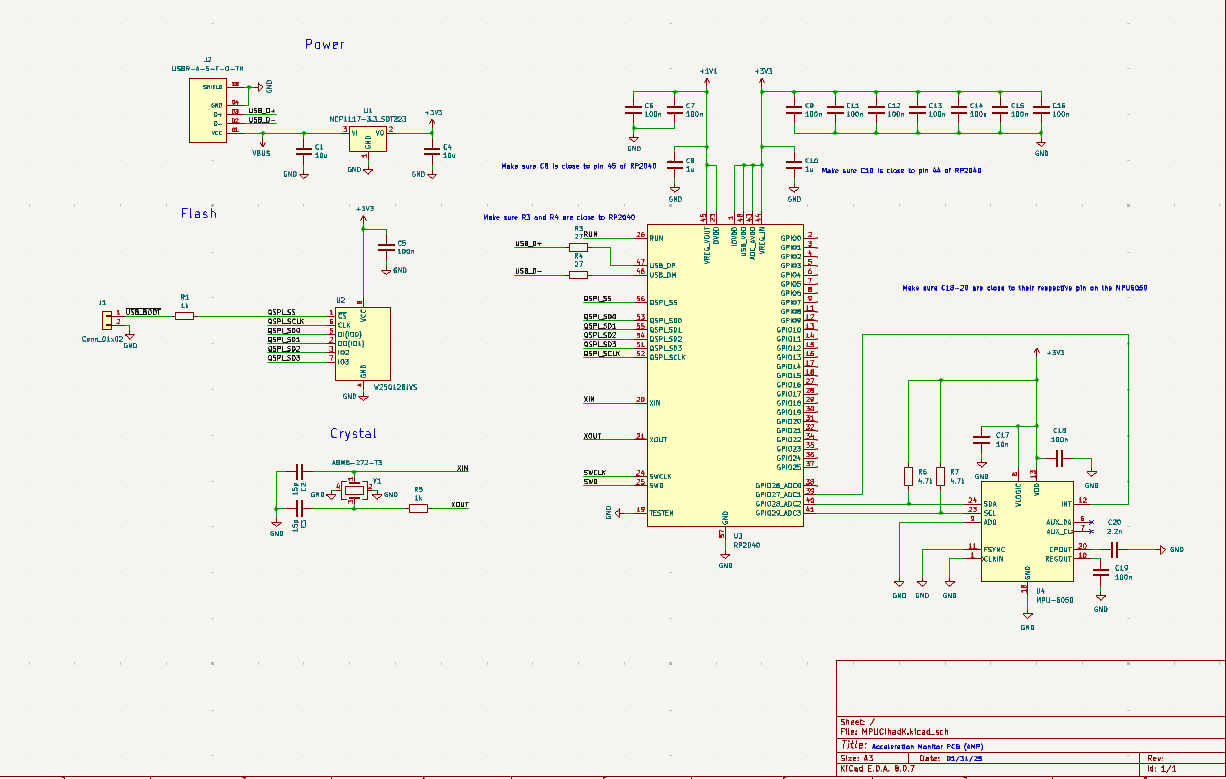 Power
J2
USBR-A-S-F-O-TH
SHIELD
GND
D+
D-
VCC
GND
USB_D+
USB_D-
VBUS
C1
10u
GND
U1
NCP1117-3.3_SOT223
3 VI
VO 2
GND
1
GND
+3V3
C4
10u
GND
Flash
+3V3
C5
100n
GND
J1
1
2
Conn_01x02
USB_BOOT
GND
R1
1k
U2
QSPI_SS 1 CS
QSPI_SCLK 6 CLK
QSPI_SD0 5 DI(IO0)
QSPI_SD1 2 DO(IO1)
QSPI_SD2 3 IO2
QSPI_SD3 7 IO3
8
VCC
GND
4
W25Q128JVS
GND
Crystal
ABM8-272-T3
XIN
15p C2
GND
Y1
GND
15p C3
R5
1k
XOUT
GND
+1V1
C6
100n
C7
100n
GND
C8
1u
GND
Make sure C8 is close to pin 45 of RP2040
+3V3
C9
100n
C11
100n
C12
100n
C13
100n
C14
100n
C15
100n
C16
100n
GND
C10
1u
GND
Make sure C10 is close to pin 44 of RP2040
Make sure R3 and R4 are close to RP2040
45 23 1 48 43 44
VREG_VOUT
DVDD
IOVDD
USB_VDD
ADC_AVDD
VREG_IN
RUN 26 RUN
R3
27
USB_D+
47 USB_DP
R4
27
USB_D-
46 USB_DM
QSPI_SS 56 QSPI_SS
QSPI_SD0 53 QSPI_SD0
QSPI_SD1 55 QSPI_SD1
QSPI_SD2 54 QSPI_SD2
QSPI_SD3 51 QSPI_SD3
QSPI_SCLK 52 QSPI_SCLK
XIN 20 XIN
XOUT 21 XOUT
SWCLK 24 SWCLK
SWD 25 SWD
GND 19 TESTEN
GPIO0 2
GPIO1 3
GPIO2 4
GPIO3 5
GPIO4 6
GPIO5 7
GPIO6 8
GPIO7 9
GPIO8 11
GPIO9 12
GPIO10 13
GPIO11 14
GPIO12 15
GPIO13 16
GPIO14 17
GPIO15 18
GPIO16 27
GPIO17 28
GPIO18 29
GPIO19 30
GPIO20 31
GPIO21 32
GPIO22 34
GPIO23 35
GPIO24 36
GPIO25 37
GPIO26_ADC0 38
GPIO27_ADC1 39
GPIO28_ADC2 40
GPIO29_ADC3 41
GND
57
GND
U3
RP2040
Make sure C18-20 are close to their respective pin on the MPU6050
+3V3
C17
10n
GND
C18
100n
GND
R6
4.7k
R7
4.7k
8
13
VLOGIC
VDD
24 SDA
23 SCL
9 AD0
11 FSYNC
1 CLKIN
INT 12
AUX_DA 6
AUX_CL 7
CPOUT 20
REGOUT 10
GND
18
GND
U4
MPU-6050
C20
2.2n
GND
C19
100n
GND
GND
GND
GND
Sheet: /
File: MPUCIhadK.kicad_sch
Title: Acceleration Monitor PCB (AMP)
Size: A3
Date: 01/31/25
Rev:
KiCad E.D.A. 8.0.7
Id: 1/1